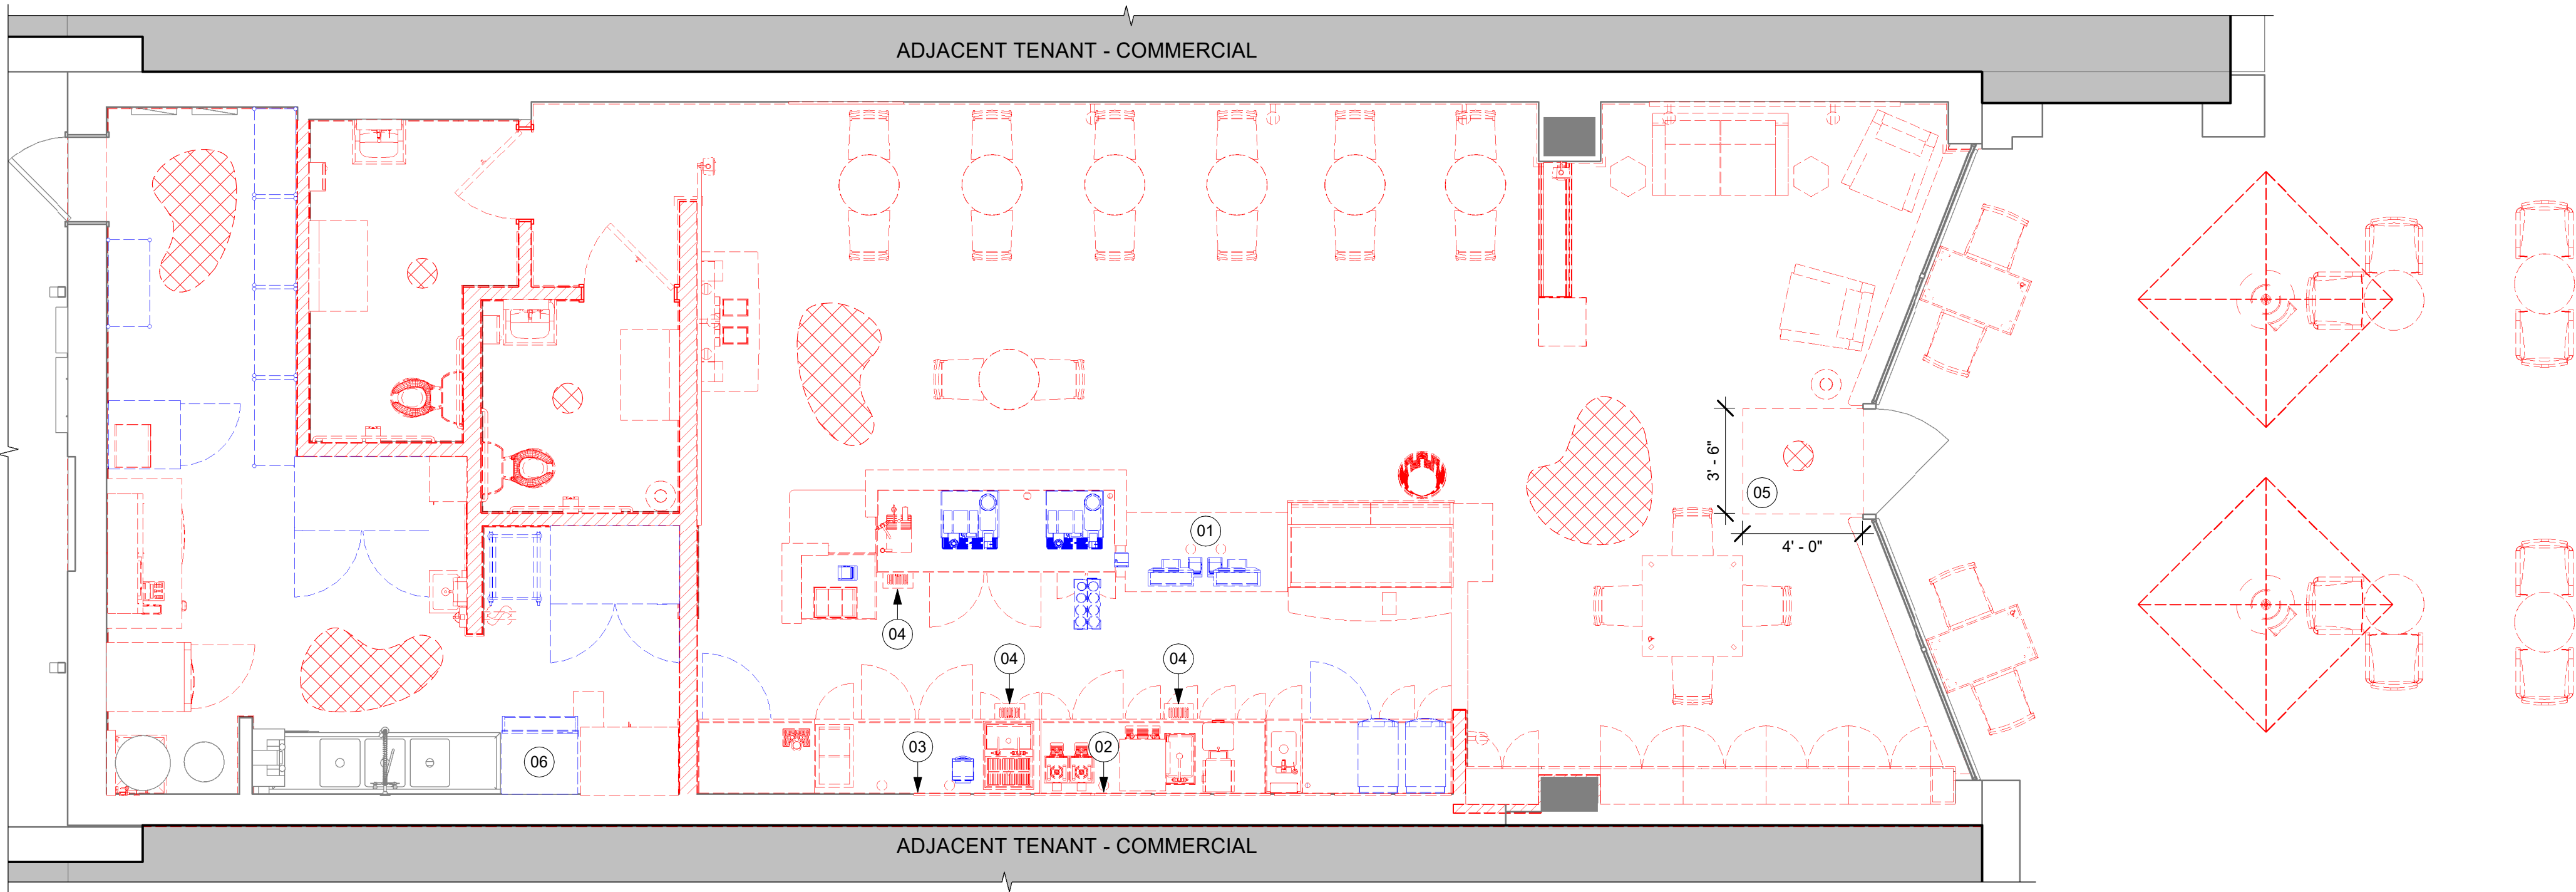 ADJACENT TENANT - COMMERCIAL
3' - 6"
05
01
4' - 0"
04
04
04
03
02
06
ADJACENT TENANT - COMMERCIAL